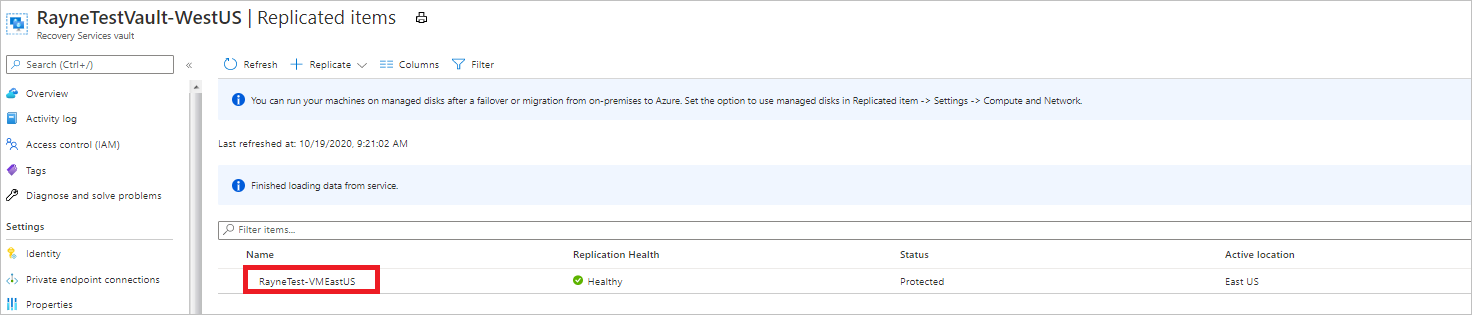 RayneTestVault-WestUS | Replicated items
Recovery Services vault
Search (Ctrl+/)
«
Refresh
Replicate
Columns
Filter
Overview
Activity log
Access control (IAM)
Tags
Diagnose and solve problems
Settings
Identity
Private endpoint connections
Properties
You can run your machines on managed disks after a failover or migration from on-premises to Azure. Set the option to use managed disks in Replicated item -> Settings -> Compute and Network.
Last refreshed at: 10/19/2020, 9:21:02 AM
Finished loading data from service.
Filter items...
Name Replication Health Status Active location
RayneTest-VMEastUS Healthy Protected East US